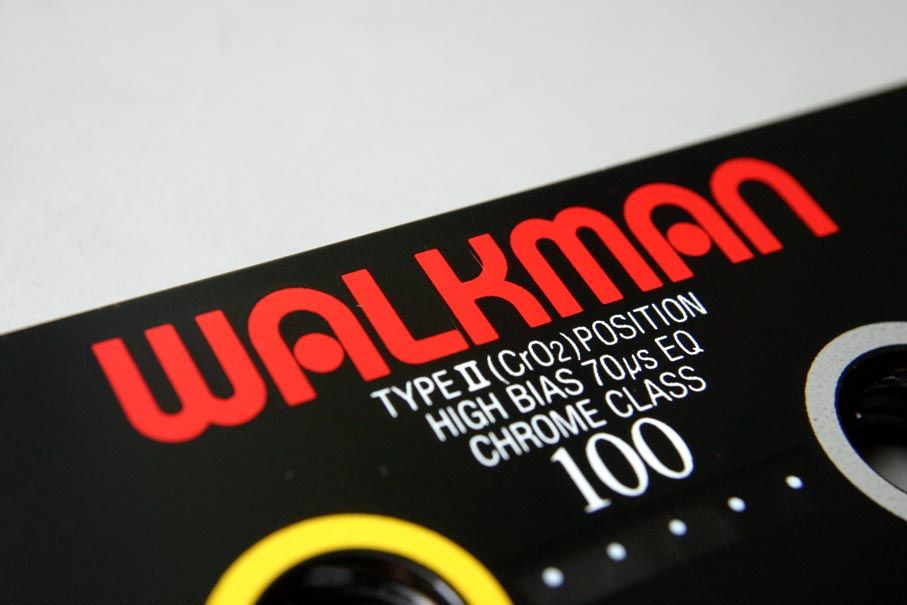 WALKMAN
TYPE II (CrO2) POSITION
HIGH BIAS 70µs EQ
CHROME CLASS
100